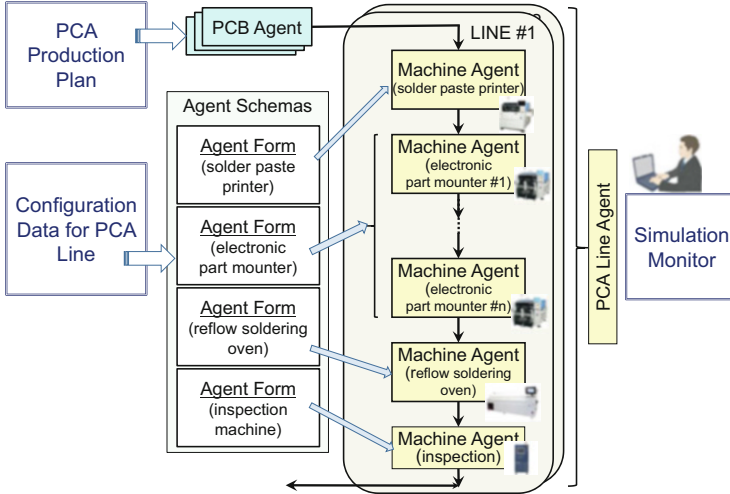 PCA
Production
Plan
PCB Agent
LINE #1
Machine Agent
(solder paste printer)
Agent Schemas
Agent Form
(solder paste
printer)
Machine Agent
(electronic
part mounter #1)
Configuration
Data for PCA
Line
Agent Form
(electronic
part mounter)
Machine Agent
(electronic
part mounter #n)
Agent Form
(reflow soldering
oven)
Machine Agent
(reflow soldering
oven)
Agent Form
(inspection
machine)
Machine Agent
(inspection)
PCA Line Agent
Simulation
Monitor